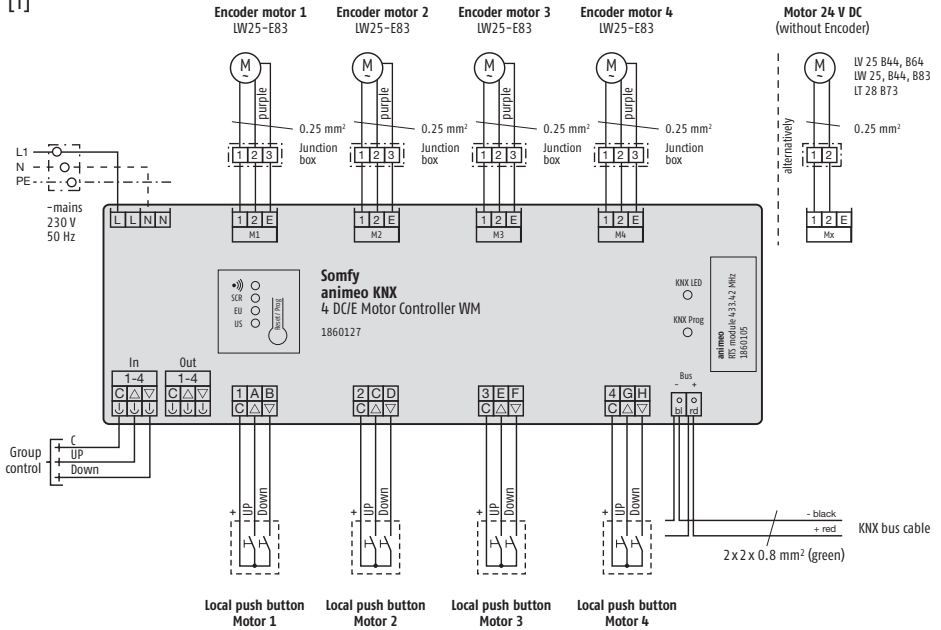 [1]
Encoder motor 1
LW25-E83
Encoder motor 2
LW25-E83
Encoder motor 3
LW25-E83
Encoder motor 4
LW25-E83
Motor 24 V DC
(without Encoder)
M
~
purple
M
~
purple
M
~
purple
M
~
purple
M
~
LV 25 B44, B64
LW 25, B44, B83
LT 28 B73
0.25 mm²
0.25 mm²
0.25 mm²
0.25 mm²
0.25 mm²
Junction
box
Junction
box
Junction
box
Junction
box
alternatively
1 2 3
1 2 3
1 2 3
1 2 3
1 2
L1
N
PE
~mains
230 V
50 Hz
L L N N
1 2 E
M1
1 2 E
M2
1 2 E
M3
1 2 E
M4
1 2 E
Mx
SCR
EU
US
Reset/Prog
Somfy
animeo KNX
4 DC/E Motor Controller WM
1860127
KNX LED
KNX Prog
animeo
RTS module 433.42 MHz
1860105
In
1-4
C △ ▽
Out
1-4
C △ ▽
1 A B
C △ ▽
2 C D
C △ ▽
3 E F
C △ ▽
4 G H
C △ ▽
Bus
- +
bl rd
Group
control
C
UP
Down
+ UP Down
+ UP Down
+ UP Down
+ UP Down
- black
+ red
KNX bus cable
2 x 2 x 0.8 mm² (green)
Local push button
Motor 1
Local push button
Motor 2
Local push button
Motor 3
Local push button
Motor 4